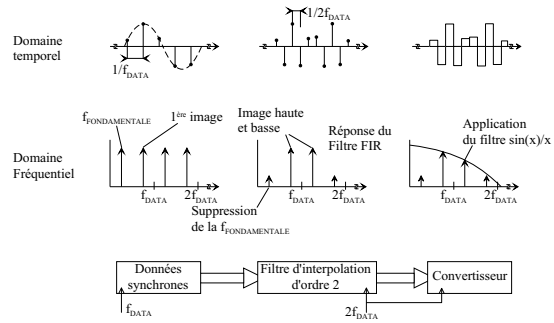 Domaine
temporel
1/f_DATA
1/2f_DATA
Domaine
Fréquentiel
f_FONDAMENTALE
1ère image
f_DATA
2f_DATA
Image haute
et basse
Réponse du
Filtre FIR
Suppression
de la f_FONDAMENTALE
f_DATA
2f_DATA
Application
du filtre sin(x)/x
f_DATA
2f_DATA
Données
synchrones
Filtre d'interpolation
d'ordre 2
Convertisseur
f_DATA
2f_DATA